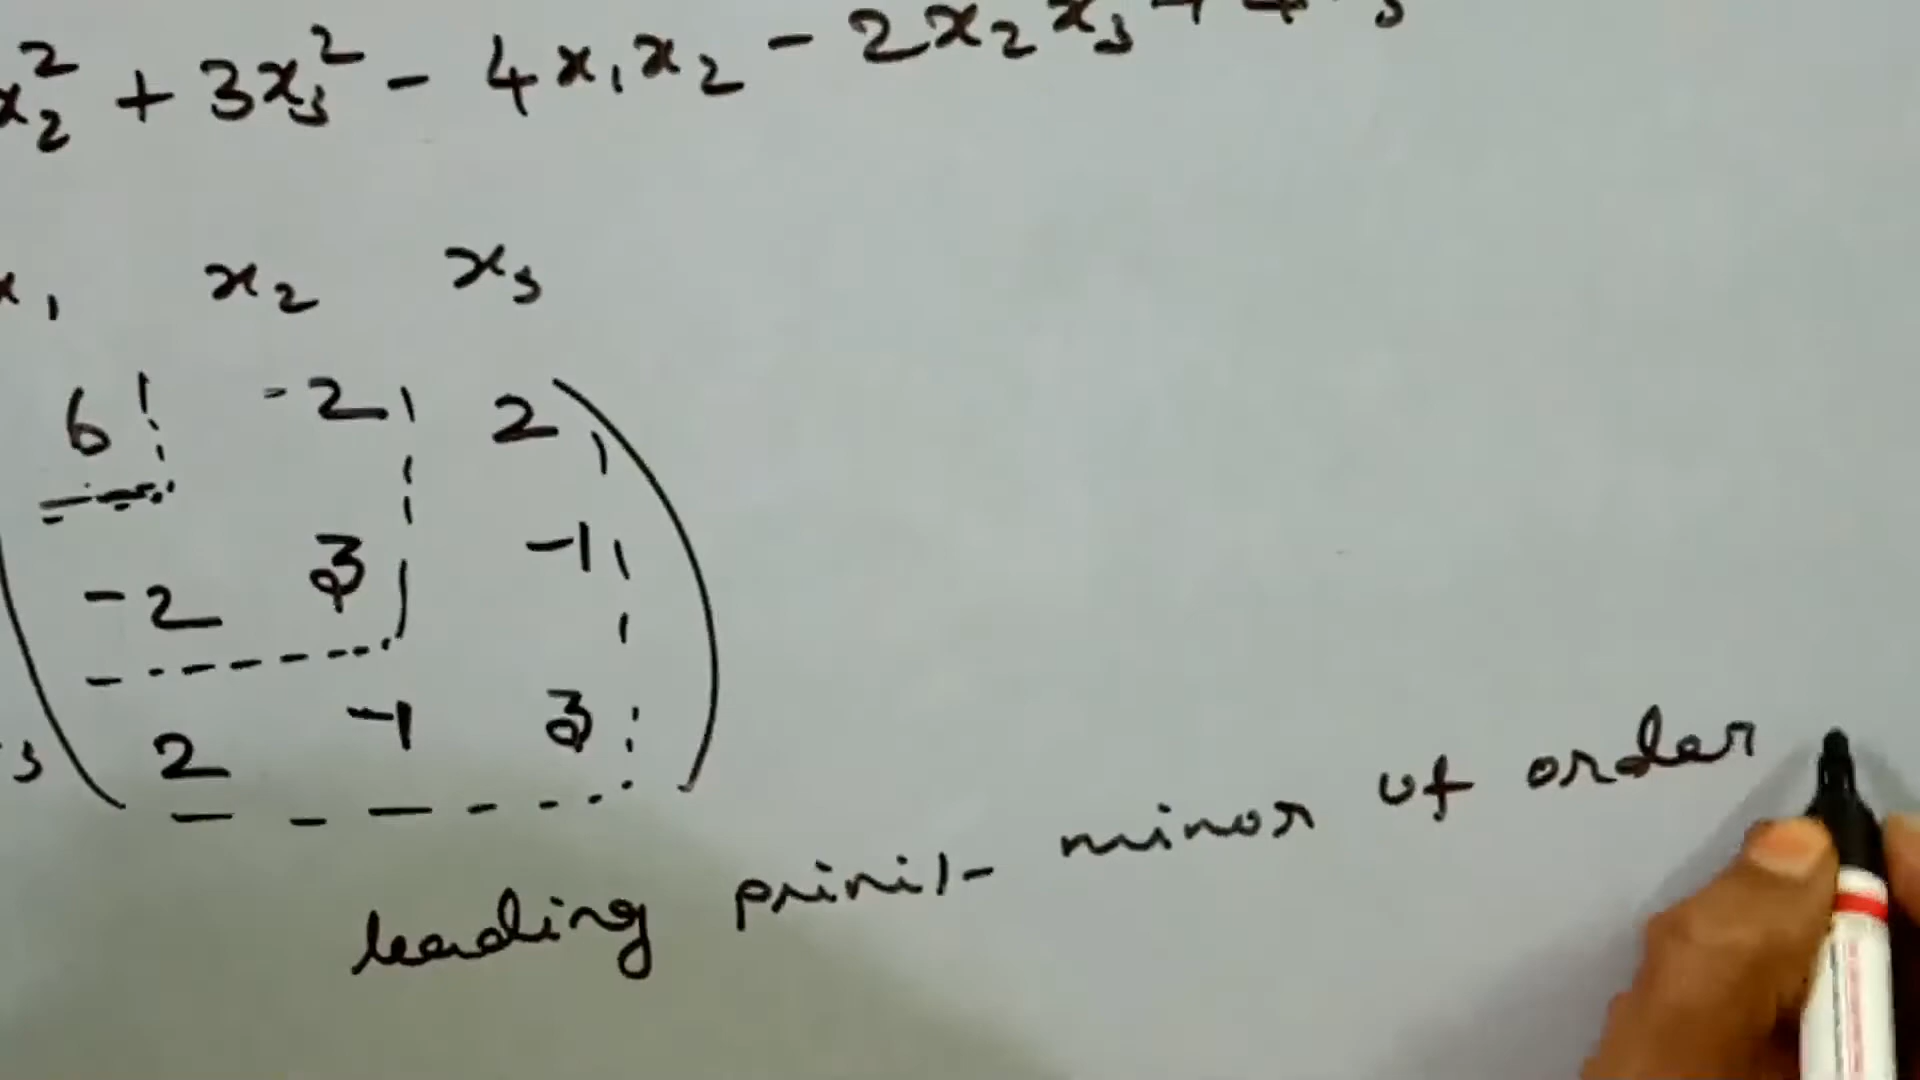 x₂² + 3x₃² - 4x₁x₂ - 2x₂x₃ +
x₁ x₂ x₃
6 -2 2
-2 3 -1
3 2 -1 3
leading prinil- minor of order